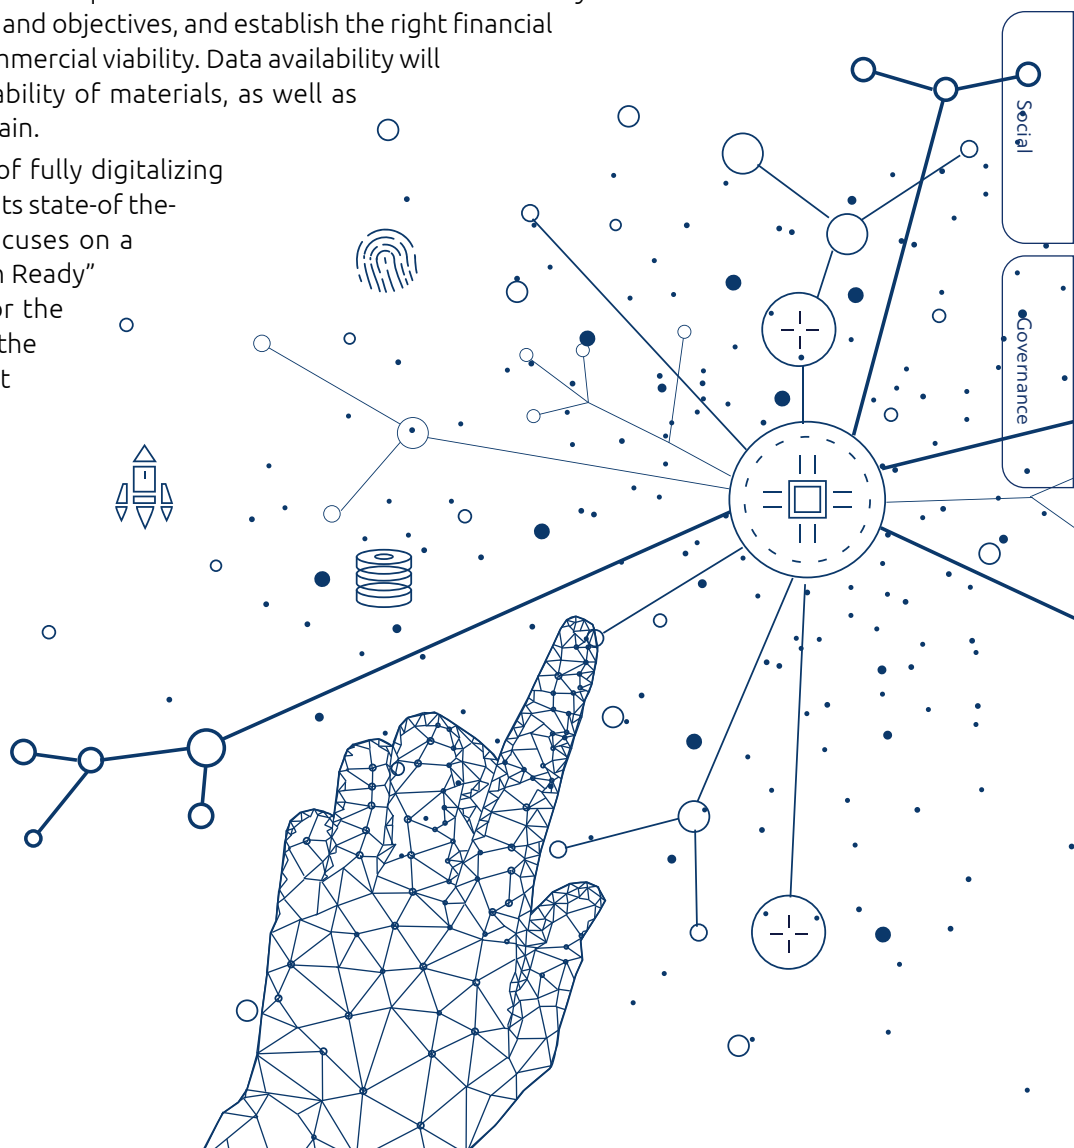 and objectives, and establish the right financial
mmercial viability. Data availability will
ability of materials, as well as
ain.
of fully digitalizing
ts state-of the-
cuses on a
n Ready”
or the
the
t
Social
Governance